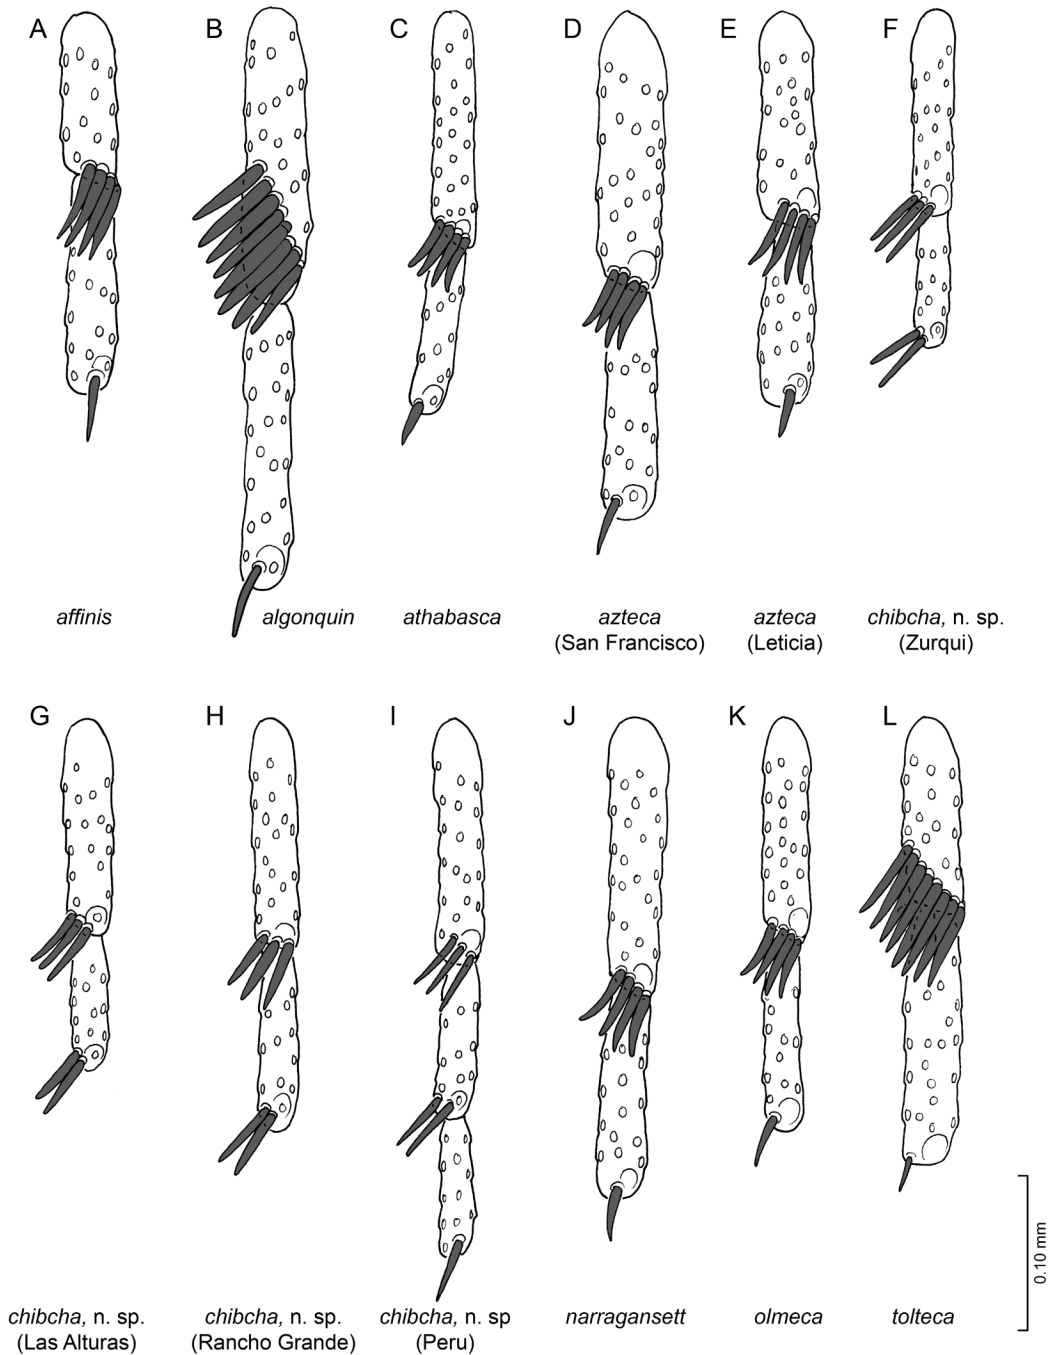 A B C D E F
affinis algonquin athabasca azteca azteca chibcha, n. sp.
(San Francisco) (Leticia) (Zurqui)
G H I J K L
0.10 mm
chibcha, n. sp. chibcha, n. sp. chibcha, n. sp narragansett olmeca tolteca
(Las Alturas) (Rancho Grande) (Peru)